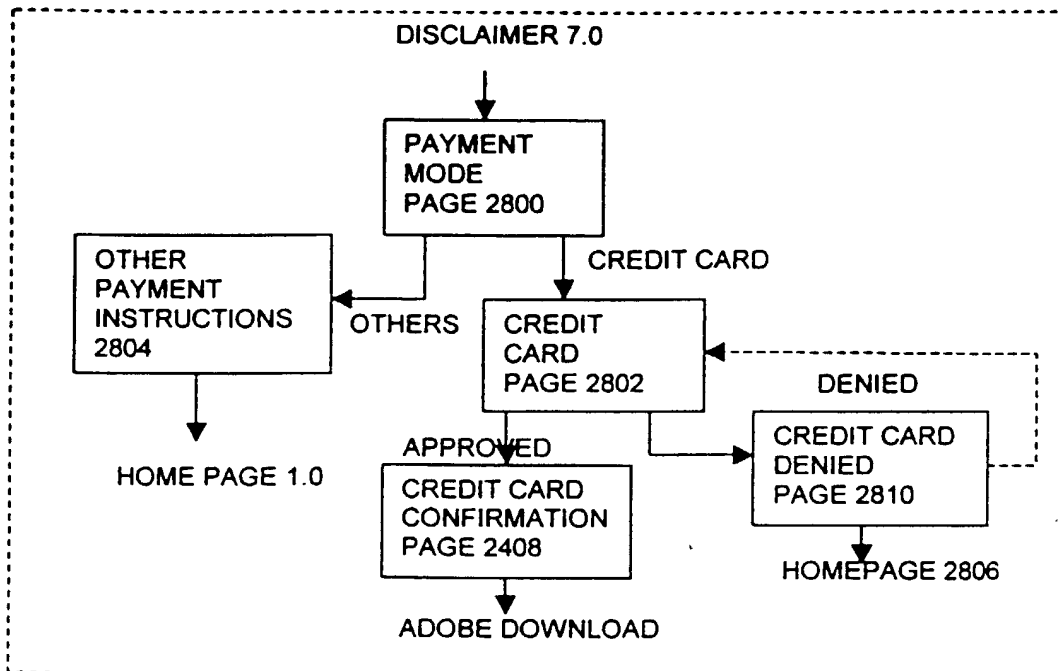 DISCLAIMER 7.0
PAYMENT
MODE
PAGE 2800
CREDIT CARD
OTHER
PAYMENT
INSTRUCTIONS
2804
OTHERS
CREDIT
CARD
PAGE 2802
DENIED
APPROVED
HOME PAGE 1.0
CREDIT CARD
CONFIRMATION
PAGE 2408
CREDIT CARD
DENIED
PAGE 2810
HOMEPAGE 2806
ADOBE DOWNLOAD